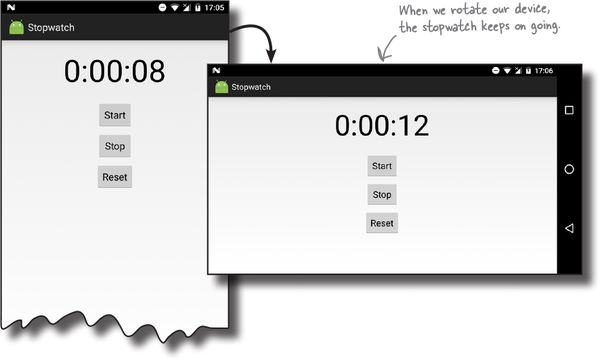 17:05
Stopwatch
0:00:08
Start
Stop
Reset
When we rotate our device,
the stopwatch keeps on going.
17:06
Stopwatch
0:00:12
Start
Stop
Reset